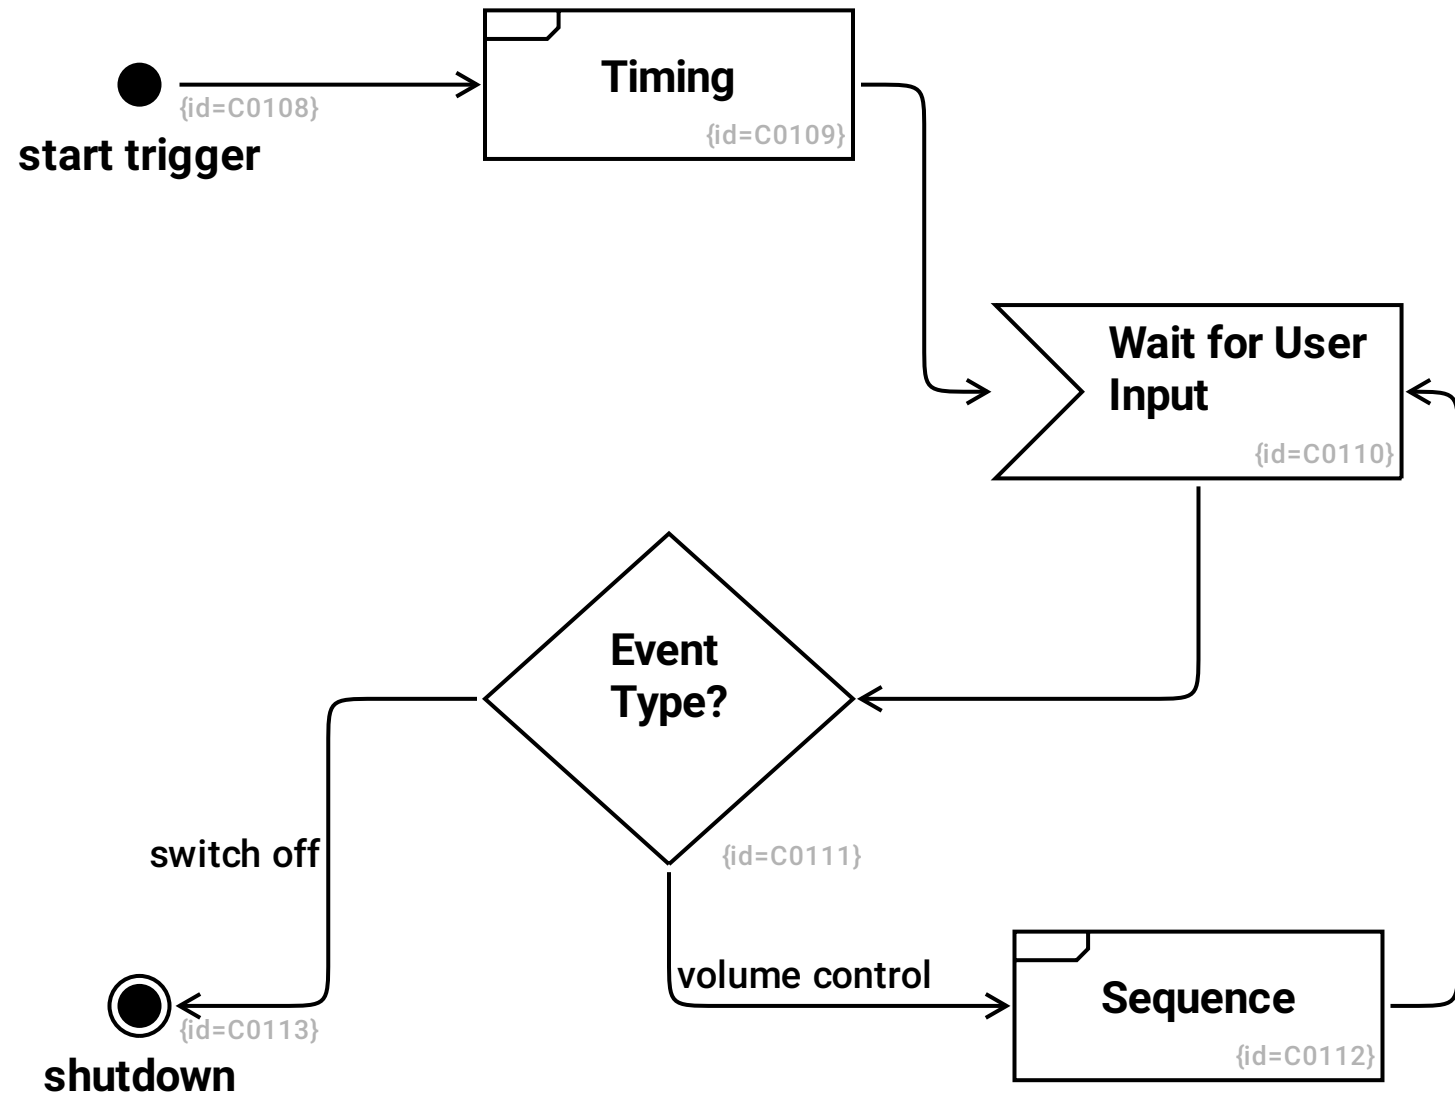 {id=C0108}
start trigger
Timing
{id=C0109}
Wait for User
Input
{id=C0110}
Event
Type?
{id=C0111}
switch off
volume control
{id=C0113}
shutdown
Sequence
{id=C0112}